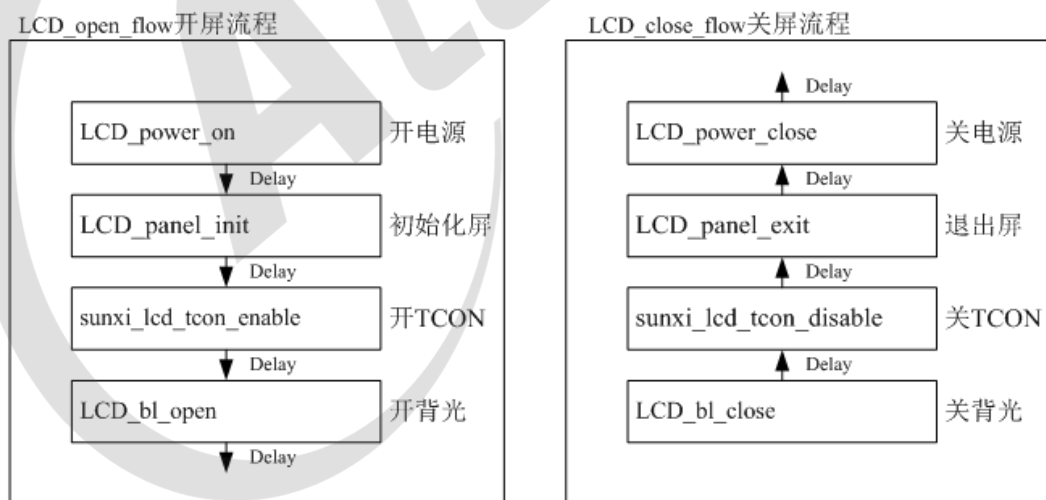 LCD_open_flow开屏流程
LCD_power_on 开电源
Delay
LCD_panel_init 初始化屏
Delay
sunxi_lcd_tcon_enable 开TCON
Delay
LCD_bl_open 开背光
Delay
LCD_close_flow关屏流程
Delay
LCD_power_close 关电源
Delay
LCD_panel_exit 退出屏
Delay
sunxi_lcd_tcon_disable 关TCON
Delay
LCD_bl_close 关背光